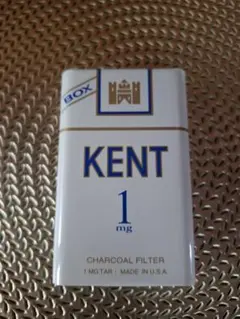 BOX
KENT
1
mg
CHARCOAL FILTER
1 MG TAR | MADE IN U.S.A